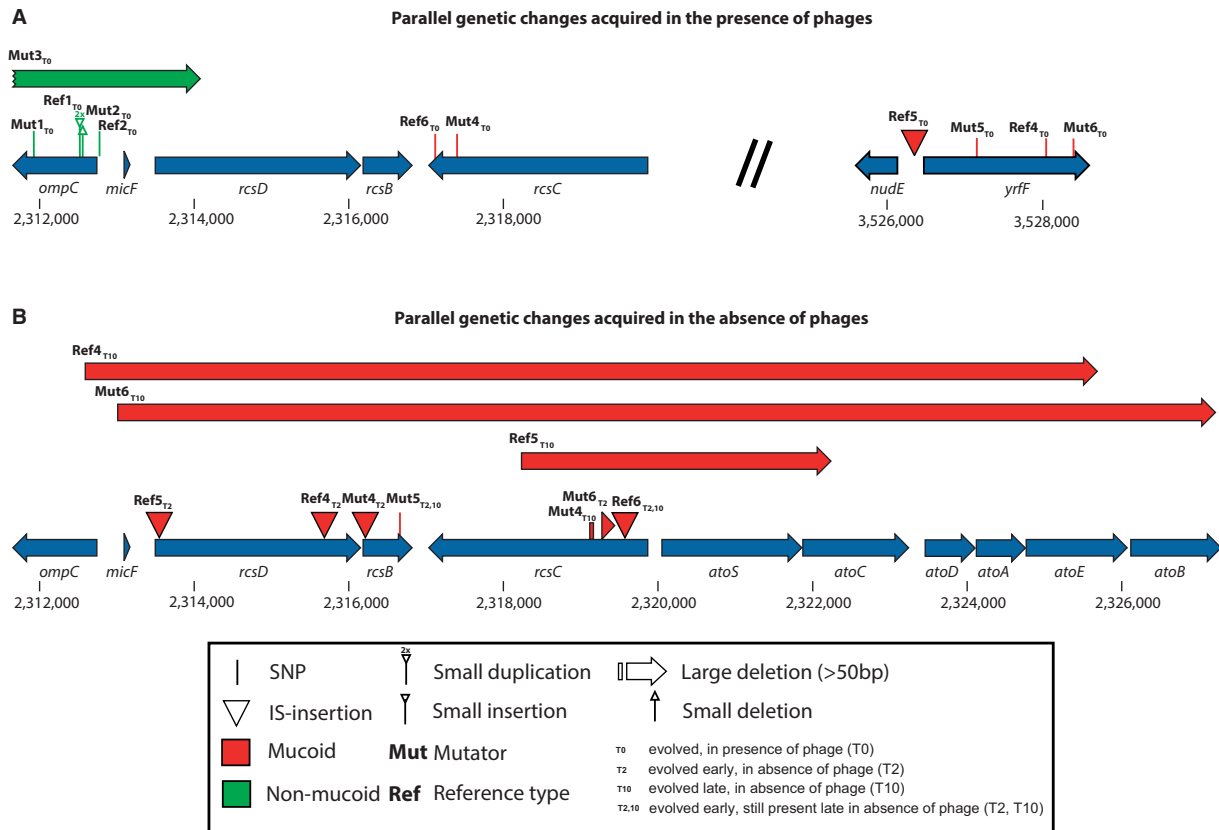 A
Parallel genetic changes acquired in the presence of phages
Mut3T0
Ref1T0
2x
Mut2T0
Mut1T0
Ref2T0
Ref6T0 Mut4T0
Ref5T0
Mut5T0 Ref4T0 Mut6T0
ompC micF rcsD rcsB rcsC nudE yrfF
2,312,000 2,314,000 2,316,000 2,318,000 3,526,000 3,528,000
B
Parallel genetic changes acquired in the absence of phages
Ref4T10
Mut6T10
Ref5T10
Ref5T2 Ref4T2 Mut4T2 Mut5T2,10 Mut6T2 Ref6T2,10
Mut4T10
ompC micF rcsD rcsB rcsC atoS atoC atoD atoA atoE atoB
2,312,000 2,314,000 2,316,000 2,318,000 2,320,000 2,322,000 2,324,000 2,326,000
SNP
2x
Small duplication
Large deletion (>50bp)
IS-insertion
Small insertion
Small deletion
Mucoid
Mut Mutator
Non-mucoid
Ref Reference type
T0 evolved, in presence of phage (T0)
T2 evolved early, in absence of phage (T2)
T10 evolved late, in absence of phage (T10)
T2,10 evolved early, still present late in absence of phage (T2, T10)